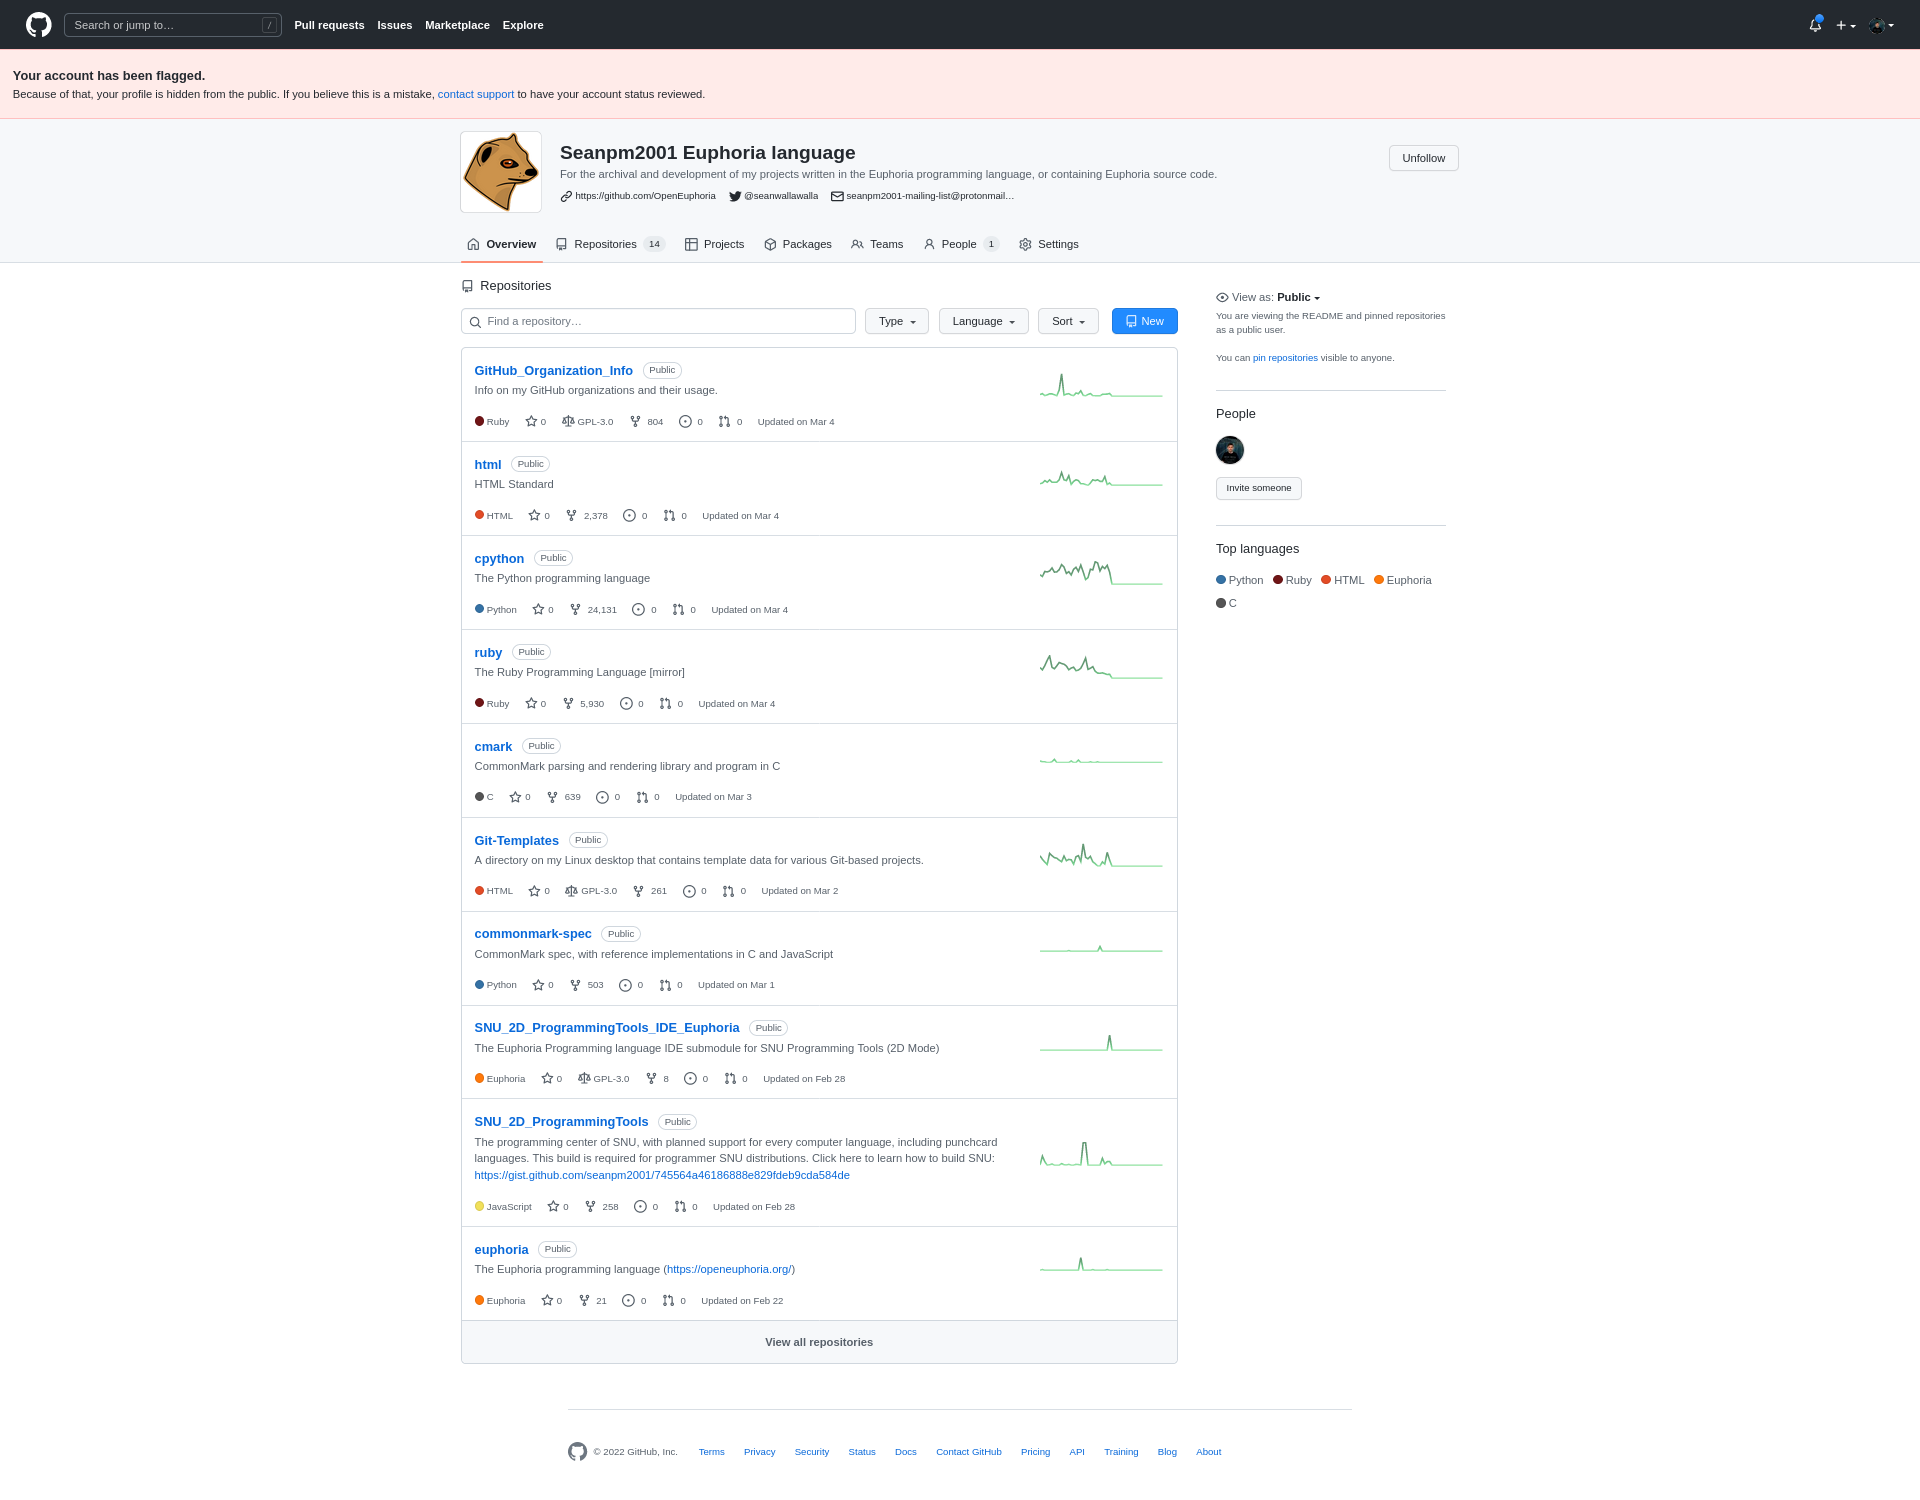 Search or jump to… /
Pull requests Issues Marketplace Explore
Your account has been flagged.
Because of that, your profile is hidden from the public. If you believe this is a mistake, contact support to have your account status reviewed.
Seanpm2001 Euphoria language
Unfollow
For the archival and development of my projects written in the Euphoria programming language, or containing Euphoria source code.
https://github.com/OpenEuphoria @seanwallawalla seanpm2001-mailing-list@protonmail…
Overview Repositories 14 Projects Packages Teams People 1 Settings
Repositories
Find a repository… Type Language Sort New
GitHub_Organization_Info Public
Info on my GitHub organizations and their usage.
Ruby 0 GPL-3.0 804 0 0 Updated on Mar 4
html Public
HTML Standard
HTML 0 2,378 0 0 Updated on Mar 4
cpython Public
The Python programming language
Python 0 24,131 0 0 Updated on Mar 4
ruby Public
The Ruby Programming Language [mirror]
Ruby 0 5,930 0 0 Updated on Mar 4
cmark Public
CommonMark parsing and rendering library and program in C
C 0 639 0 0 Updated on Mar 3
Git-Templates Public
A directory on my Linux desktop that contains template data for various Git-based projects.
HTML 0 GPL-3.0 261 0 0 Updated on Mar 2
commonmark-spec Public
CommonMark spec, with reference implementations in C and JavaScript
Python 0 503 0 0 Updated on Mar 1
SNU_2D_ProgrammingTools_IDE_Euphoria Public
The Euphoria Programming language IDE submodule for SNU Programming Tools (2D Mode)
Euphoria 0 GPL-3.0 8 0 0 Updated on Feb 28
SNU_2D_ProgrammingTools Public
The programming center of SNU, with planned support for every computer language, including punchcard
languages. This build is required for programmer SNU distributions. Click here to learn how to build SNU:
https://gist.github.com/seanpm2001/745564a46186888e829fdeb9cda584de
JavaScript 0 258 0 0 Updated on Feb 28
euphoria Public
The Euphoria programming language (https://openeuphoria.org/)
Euphoria 0 21 0 0 Updated on Feb 22
View all repositories
View as: Public
You are viewing the README and pinned repositories
as a public user.
You can pin repositories visible to anyone.
People
Invite someone
Top languages
Python Ruby HTML Euphoria
C
© 2022 GitHub, Inc. Terms Privacy Security Status Docs Contact GitHub Pricing API Training Blog About